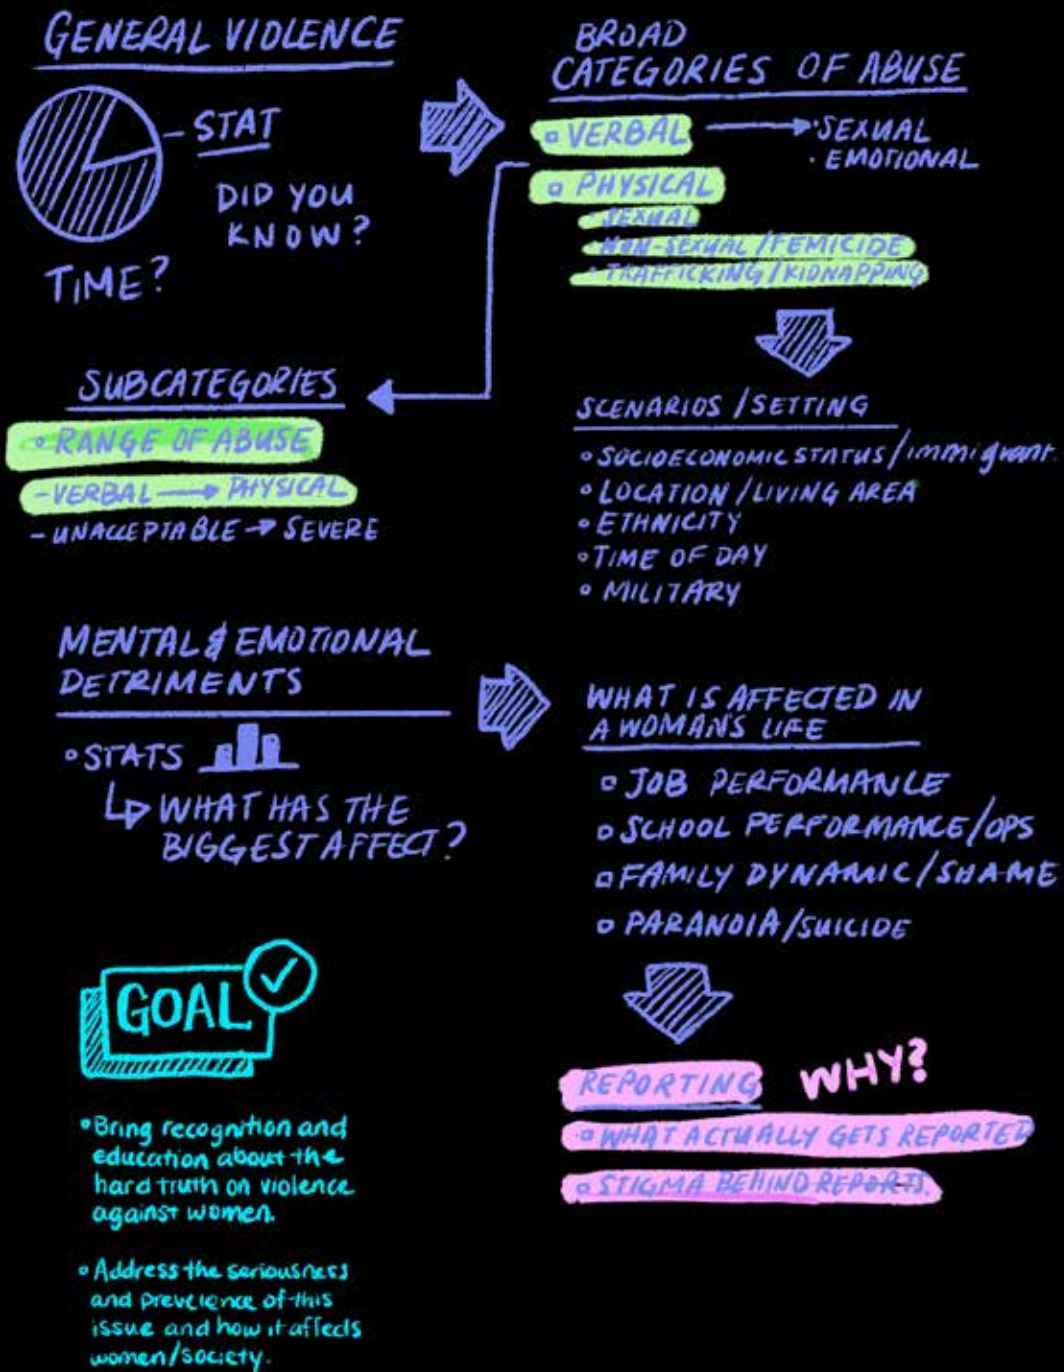 GENERAL VIOLENCE
STAT
DID YOU
KNOW?
TIME?
BROAD
CATEGORIES OF ABUSE
VERBAL
SEXUAL
EMOTIONAL
PHYSICAL
SEXUAL
NON-SEXUAL/FEMICIDE
TRAFFICKING/KIDNAPPING
SUBCATEGORIES
RANGE OF ABUSE
-VERBAL → PHYSICAL
-UNACCEPTABLE → SEVERE
SCENARIOS/SETTING
SOCIOECONOMIC STATUS/immigrant.
LOCATION/LIVING AREA
ETHNICITY
TIME OF DAY
MILITARY
MENTAL & EMOTIONAL
DETRIMENTS
STATS
WHAT HAS THE
BIGGEST AFFECT?
WHAT IS AFFECTED IN
A WOMAN'S LIFE
JOB PERFORMANCE
SCHOOL PERFORMANCE/OPS
FAMILY DYNAMIC/SHAME
PARANOIA/SUICIDE
GOAL
Bring recognition and
education about the
hard truth on violence
against women.
Address the seriousness
and prevelence of this
issue and how it affects
women/society.
REPORTING WHY?
WHAT ACTUALLY GETS REPORTED
STIGMA BEHIND REPORTS.